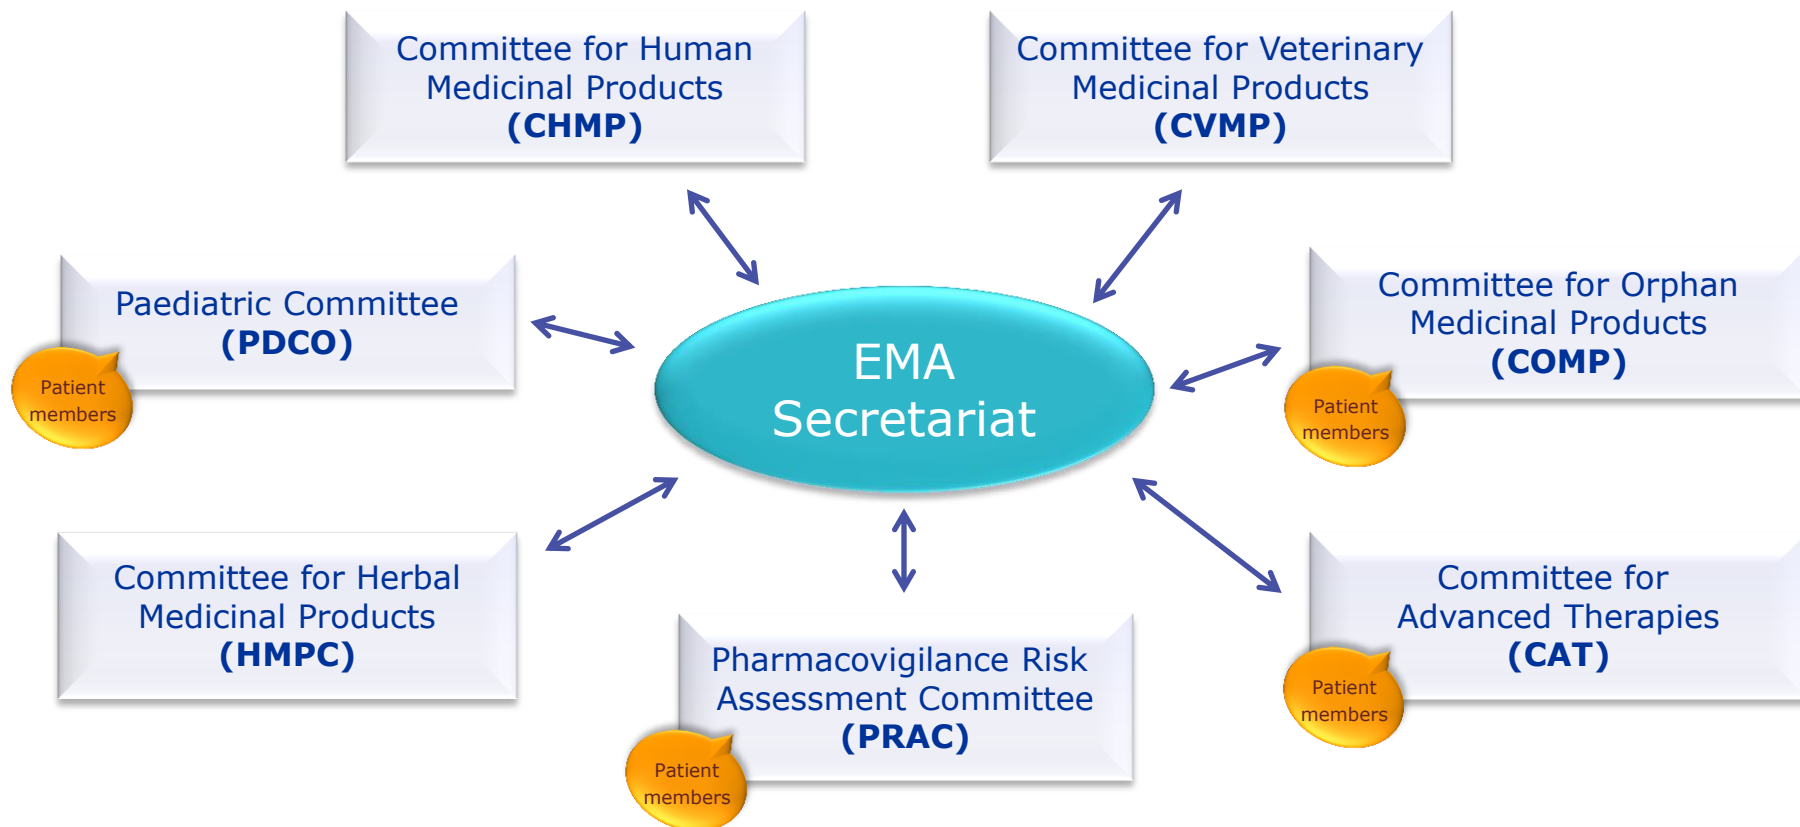 Committee for Human
Medicinal Products
(CHMP)
Committee for Veterinary
Medicinal Products
(CVMP)
Paediatric Committee
(PDCO)
Patient
members
EMA
Secretariat
Committee for Orphan
Medicinal Products
(COMP)
Patient
members
Committee for Herbal
Medicinal Products
(HMPC)
Pharmacovigilance Risk
Assessment Committee
(PRAC)
Patient
members
Committee for
Advanced Therapies
(CAT)
Patient
members